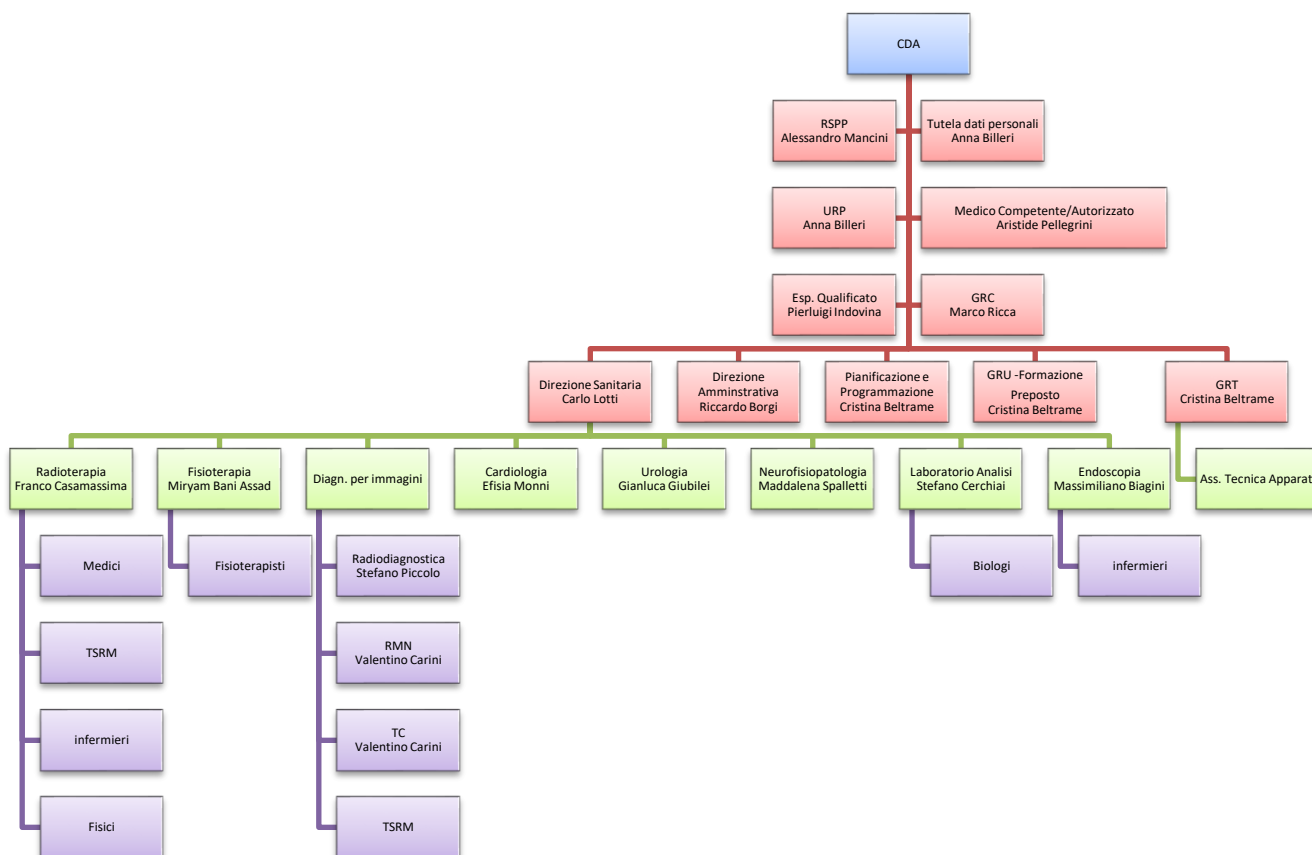 CDA
RSPP
Alessandro Mancini
Tutela dati personali
Anna Billeri
URP
Anna Billeri
Medico Competente/Autorizzato
Aristide Pellegrini
Esp. Qualificato
Pierluigi Indovina
GRC
Marco Ricca
Direzione Sanitaria
Carlo Lotti
Direzione
Amminstrativa
Riccardo Borgi
Pianificazione e
Programmazione
Cristina Beltrame
GRU -Formazione
Preposto
Cristina Beltrame
GRT
Cristina Beltrame
Radioterapia
Franco Casamassima
Fisioterapia
Miryam Bani Assad
Diagn. per immagini
Cardiologia
Efisia Monni
Urologia
Gianluca Giubilei
Neurofisiopatologia
Maddalena Spalletti
Laboratorio Analisi
Stefano Cerchiai
Endoscopia
Massimiliano Biagini
Ass. Tecnica Apparat
Medici
Fisioterapisti
Radiodiagnostica
Stefano Piccolo
Biologi
infermieri
TSRM
RMN
Valentino Carini
infermieri
TC
Valentino Carini
Fisici
TSRM